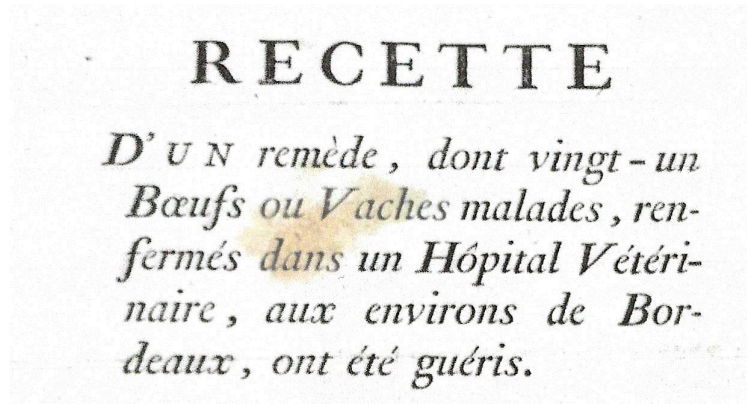 RECETTE
D'UN remède, dont vingt-un
Bœufs ou Vaches malades, ren-
fermés dans un Hôpital Vétéri-
naire, aux environs de Bor-
deaux, ont été guéris.